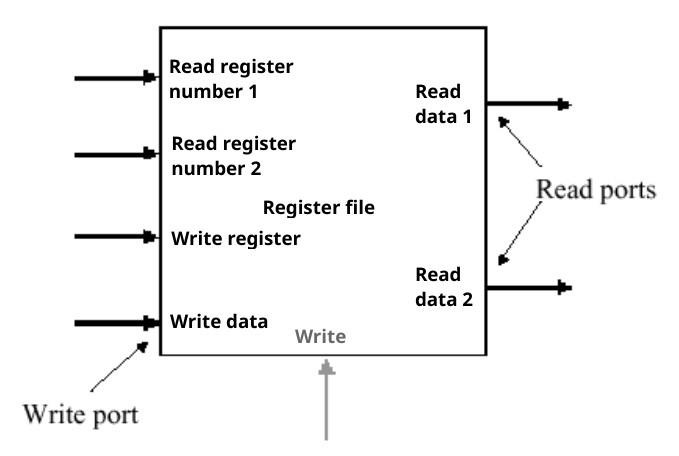 Read register
number 1
Read
data 1
Read register
number 2
Read ports
Register file
Write register
Read
data 2
Write data
Write
Write port